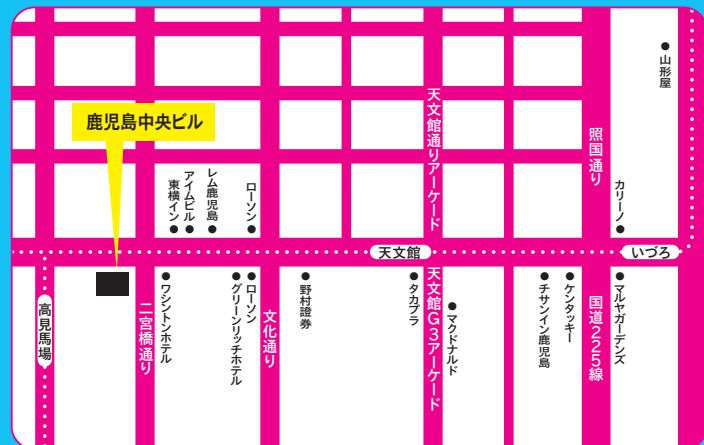 山形屋
鹿児島中央ビル
天文館通りアーケード
照国通り
東横イン
アイムビル
レム鹿児島
ローソン
カリーノ
天文館
いづろ
高見馬場
二宮橋通り
ワシントンホテル
グリーンリッチホテル
ローソン
文化通り
野村證券
タカプラ
天文館G3アーケード
マクドナルド
チサンイン鹿児島
ケンタッキー
国道225線
マルヤガーデンズ